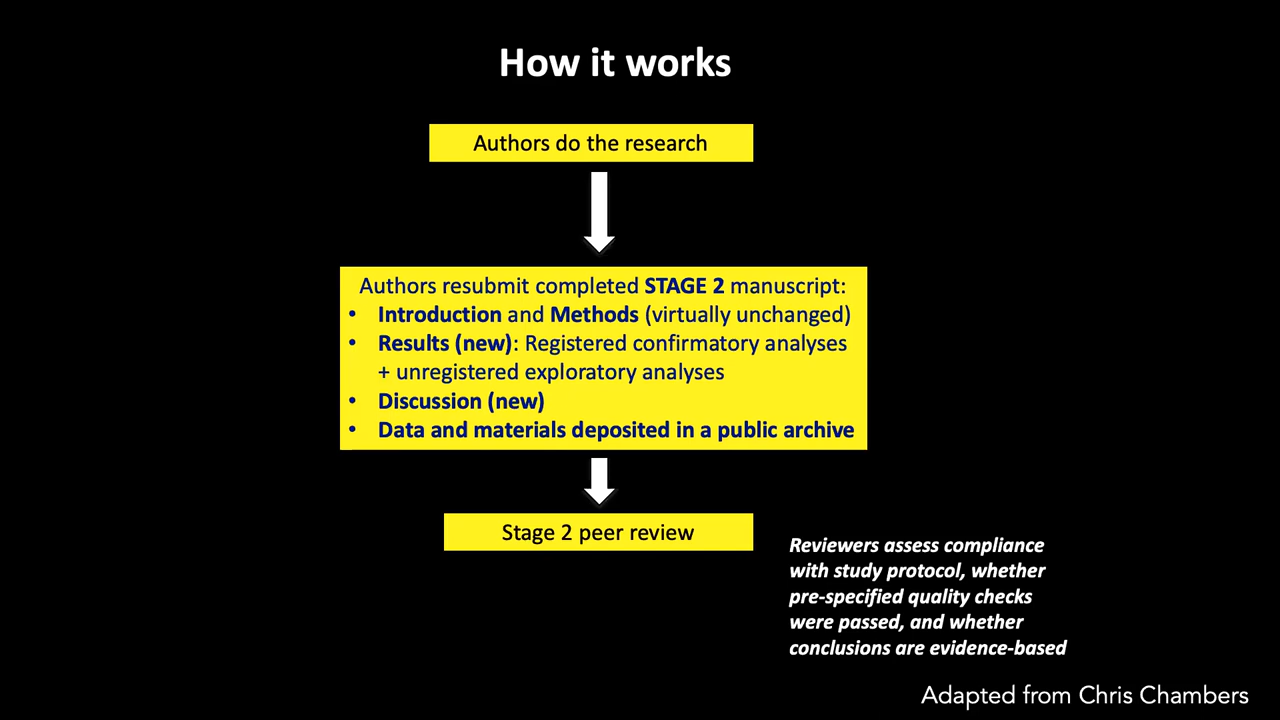 How it works
Authors do the research
Authors resubmit completed STAGE 2 manuscript:
• Introduction and Methods (virtually unchanged)
• Results (new): Registered confirmatory analyses
+ unregistered exploratory analyses
• Discussion (new)
• Data and materials deposited in a public archive
Stage 2 peer review
Reviewers assess compliance
with study protocol, whether
pre-specified quality checks
were passed, and whether
conclusions are evidence-based
Adapted from Chris Chambers